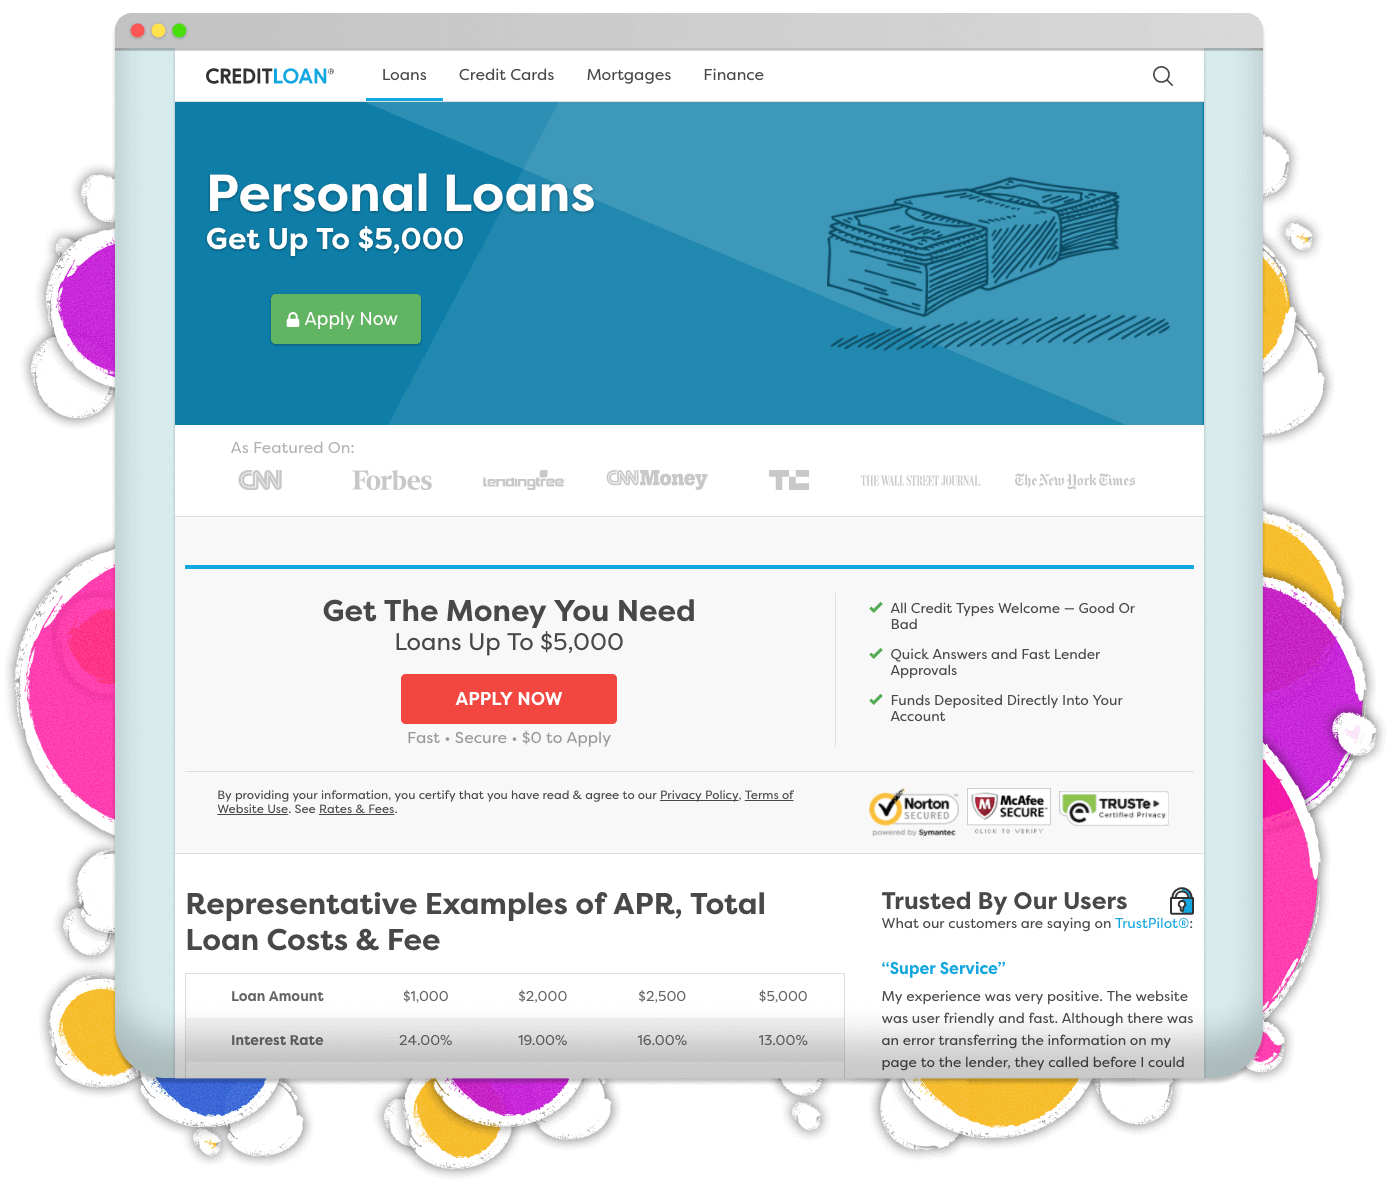 CREDITLOAN®
Loans
Credit Cards
Mortgages
Finance
Personal Loans
Get Up To $5,000
Apply Now
As Featured On:
CNN
Forbes
lendingtree
CNNMoney
TC
THE WALL STREET JOURNAL.
The New York Times
Get The Money You Need
Loans Up To $5,000
APPLY NOW
Fast • Secure • $0 to Apply
All Credit Types Welcome — Good Or
Bad
Quick Answers and Fast Lender
Approvals
Funds Deposited Directly Into Your
Account
By providing your information, you certify that you have read & agree to our Privacy Policy, Terms of
Website Use. See Rates & Fees.
Norton
SECURED
powered by Symantec
McAfee
SECURE
CLICK TO VERIFY
TRUSTe
Certified Privacy
Representative Examples of APR, Total
Loan Costs & Fee
Loan Amount $1,000 $2,000 $2,500 $5,000
Interest Rate 24.00% 19.00% 16.00% 13.00%
Trusted By Our Users
What our customers are saying on TrustPilot®:
“Super Service”
My experience was very positive. The website
was user friendly and fast. Although there was
an error transferring the information on my
page to the lender, they called before I could